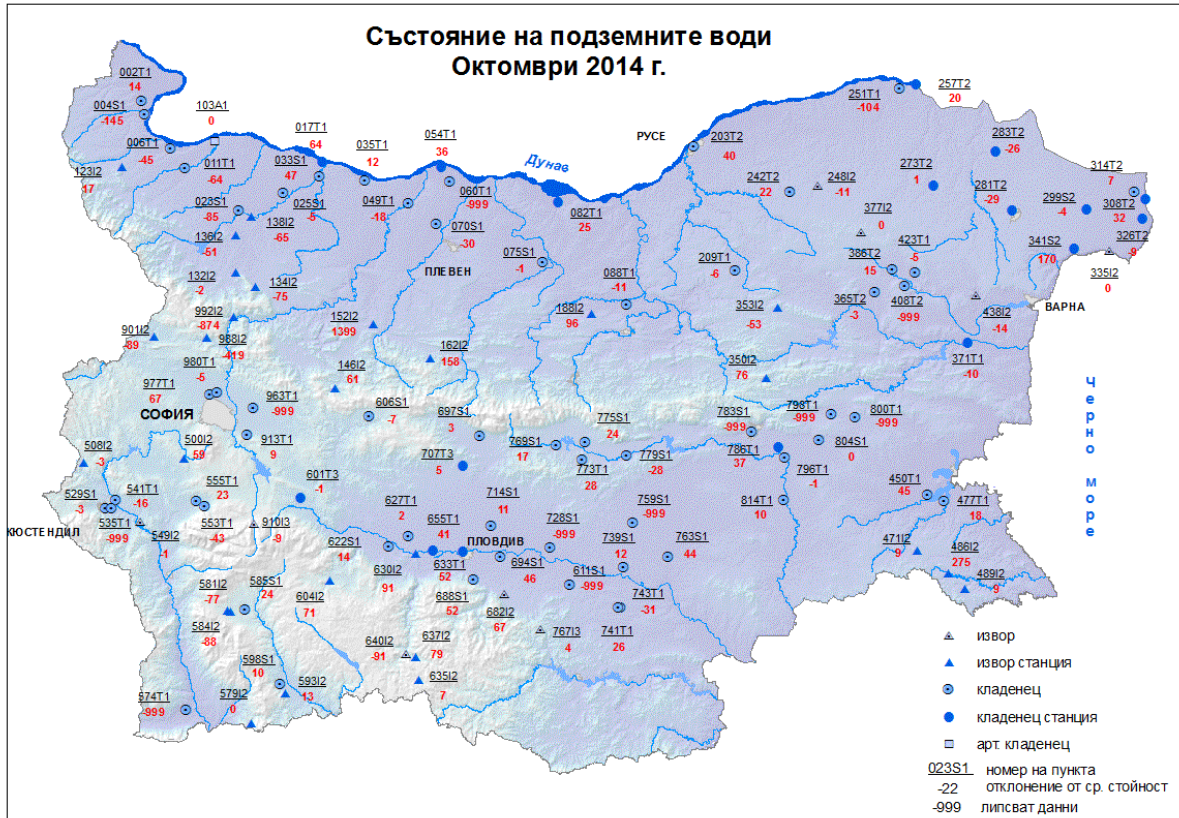 Състояние на подземните води
Октомври 2014 г.
002T1
14
004S1
-145
103A1
0
006T1
-45
011T1
-64
123I2
17
017T1
64
033S1
47
025S1
-5
035T1
12
054T1
36
060T1
-999
049T1
-18
070S1
-30
028S1
-85
138I2
-65
136I2
-51
132I2
-2
134I2
-75
Дунав
082T1
25
075S1
-1
ПЛЕВЕН
088T1
-11
РУСЕ
203T2
40
251T1
-104
257T2
20
283T2
-26
273T2
1
242T2
22
248I2
-11
377I2
0
281T2
-29
299S2
-4
314T2
7
308T2
32
326T2
9
341S2
170
335I2
0
423T1
-5
386T2
15
209T1
-6
365T2
-3
408T2
-999
438I2
-14
ВАРНА
353I2
-53
188I2
96
152I2
1399
992I2
-874
988I2
-419
901I2
-89
162I2
158
146I2
61
980T1
-5
977T1
67
СОФИЯ
963T1
-999
606S1
-7
697S1
3
350I2
76
371T1
-10
775S1
24
769S1
17
773T1
28
779S1
-28
783S1
-999
798T1
-999
800T1
-999
804S1
0
786T1
37
796T1
-1
Черно море
508I2
-3
500I2
59
913T1
9
707T3
5
601T3
-1
529S1
-3
541T1
-16
555T1
23
КЮСТЕНДИЛ
535T1
-999
549I2
-1
553T1
-43
910I3
-9
627T1
2
714S1
11
655T1
41
ПЛОВДИВ
728S1
-999
759S1
-999
739S1
12
763S1
44
814T1
10
450T1
45
477T1
18
471I2
9
486I2
275
489I2
9
622S1
14
630I2
91
633T1
52
694S1
46
611S1
-999
688S1
52
682I2
67
743T1
-31
741T1
26
767I3
4
581I2
-77
585S1
24
604I2
71
584I2
-88
640I2
-91
637I2
79
635I2
7
598S1
10
593I2
13
579I2
0
574T1
-999
извор
извор станция
кладенец
кладенец станция
арт. кладенец
023S1 номер на пункта
-22 отклонение от ср. стойност
-999 липсват данни